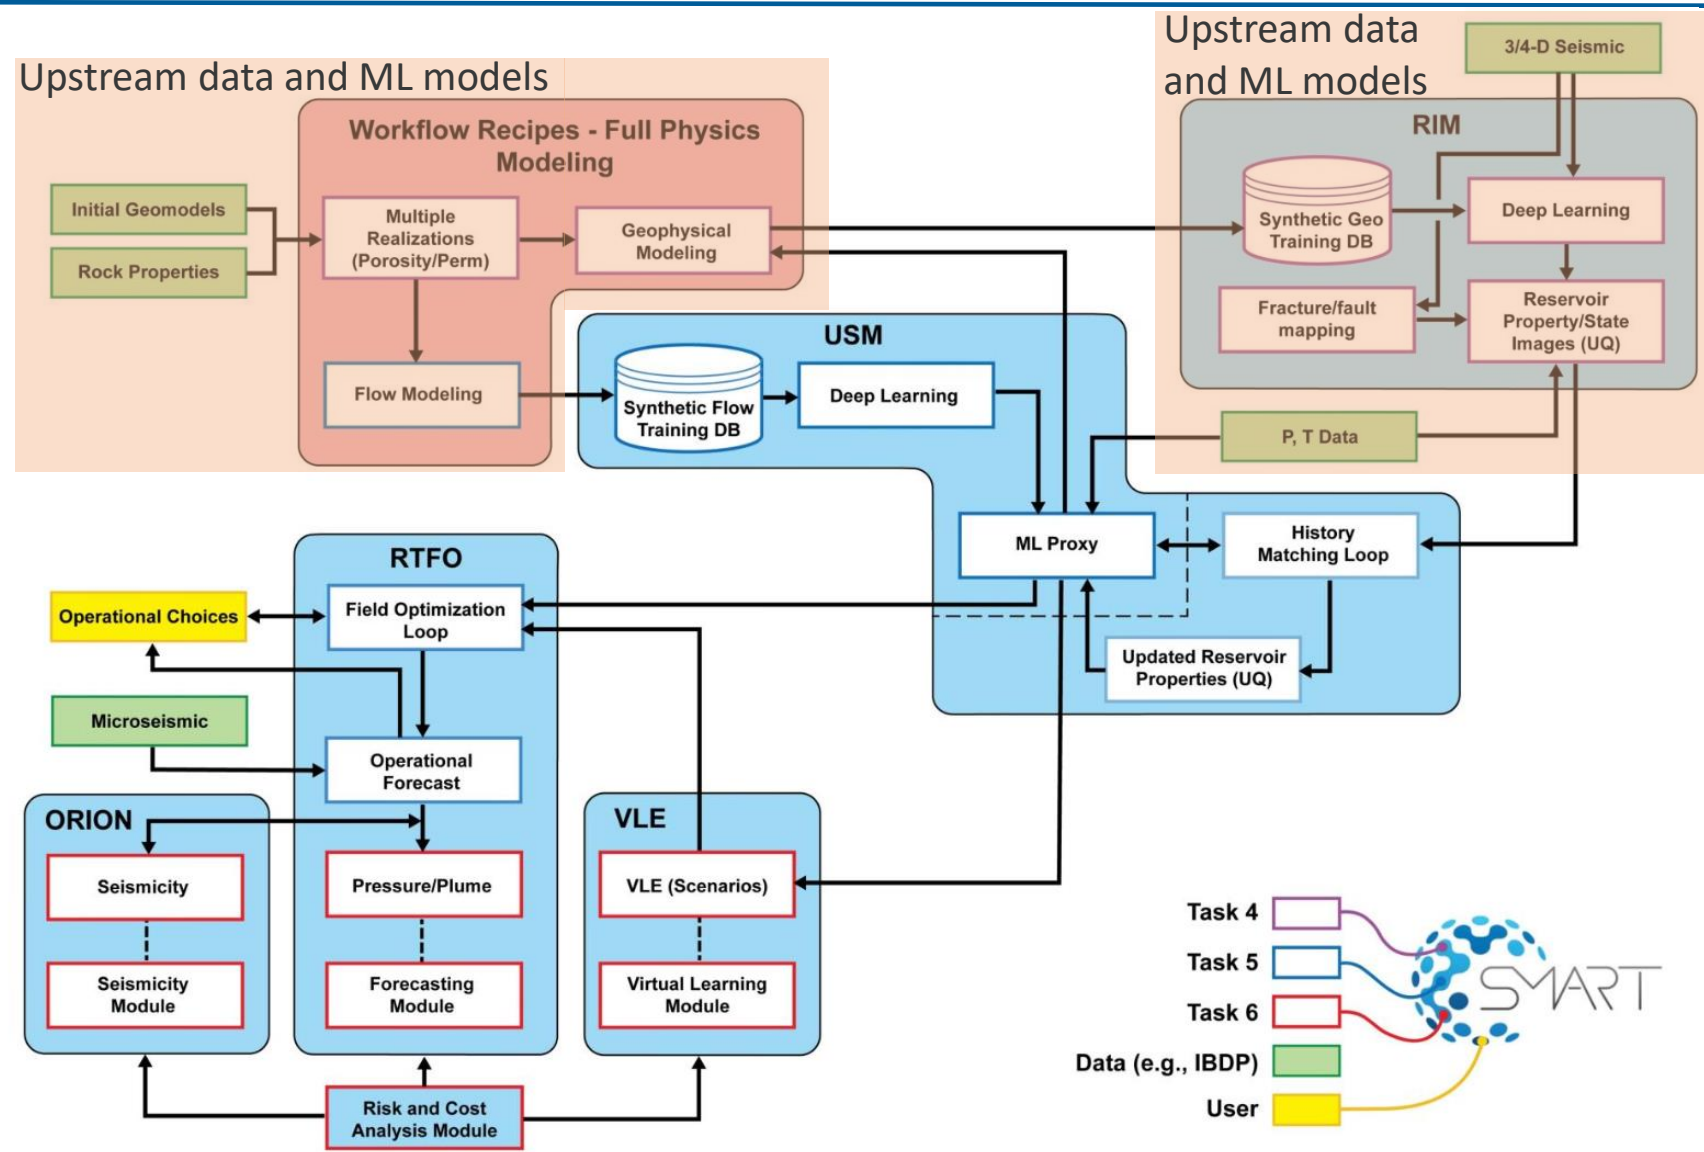 Upstream data and ML models
Upstream data
and ML models
3/4-D Seismic
Workflow Recipes - Full Physics
Modeling
RIM
Initial Geomodels
Rock Properties
Multiple
Realizations
(Porosity/Perm)
Geophysical
Modeling
Synthetic Geo
Training DB
Deep Learning
Fracture/fault
mapping
Reservoir
Property/State
Images (UQ)
Flow Modeling
USM
Synthetic Flow
Training DB
Deep Learning
P, T Data
ML Proxy
History
Matching Loop
Updated Reservoir
Properties (UQ)
RTFO
Operational Choices
Field Optimization
Loop
Microseismic
Operational
Forecast
ORION
Seismicity
Seismicity
Module
Pressure/Plume
Forecasting
Module
VLE
VLE (Scenarios)
Virtual Learning
Module
Risk and Cost
Analysis Module
Task 4
Task 5
Task 6
Data (e.g., IBDP)
User
SMART